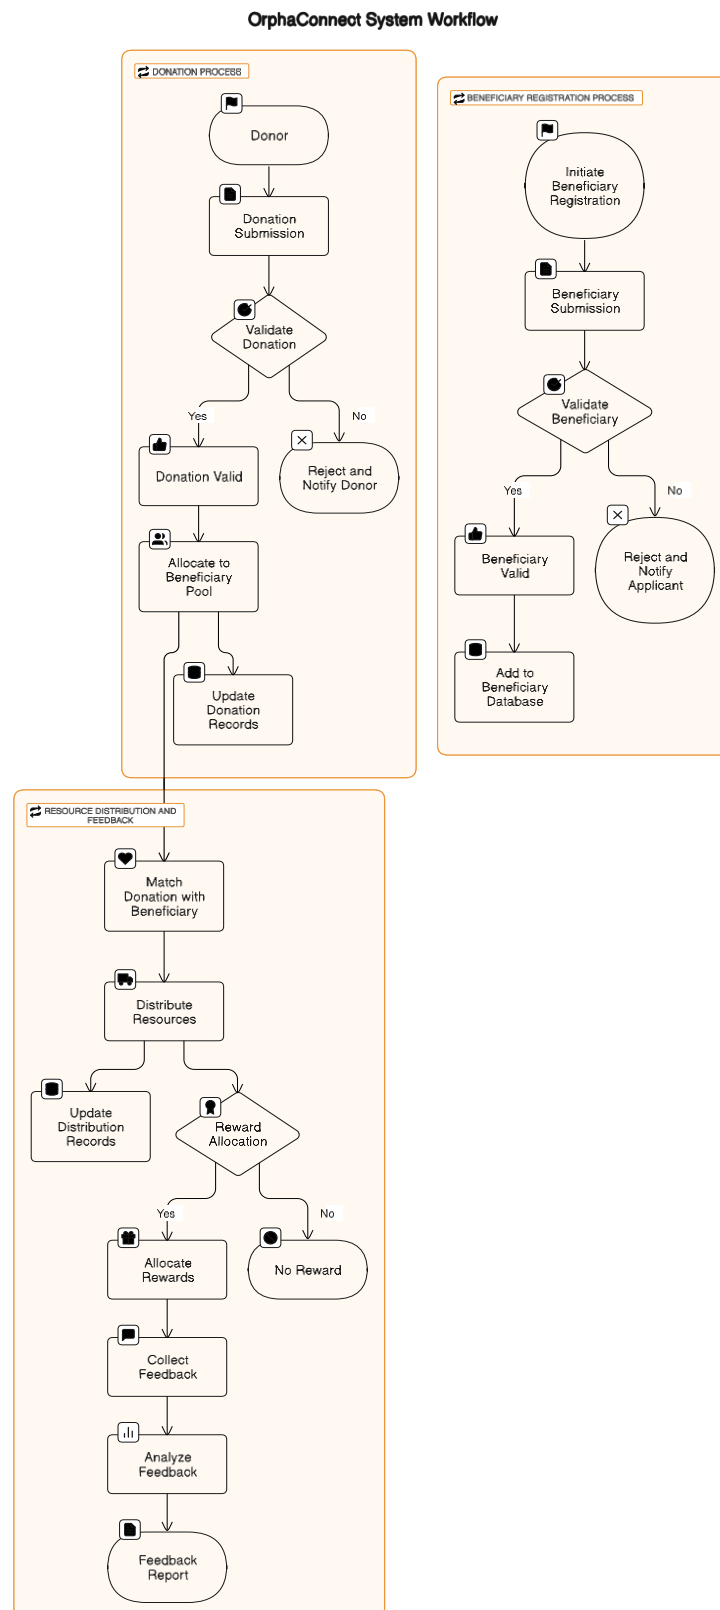 OrphaConnect System Workflow
DONATION PROCESS
Donor
Donation
Submission
Validate
Donation
Yes
No
Donation Valid
Reject and
Notify Donor
Allocate to
Beneficiary
Pool
Update
Donation
Records
BENEFICIARY REGISTRATION PROCESS
Initiate
Beneficiary
Registration
Beneficiary
Submission
Validate
Beneficiary
Yes
No
Beneficiary
Valid
Reject and
Notify
Applicant
Add to
Beneficiary
Database
RESOURCE DISTRIBUTION AND
FEEDBACK
Match
Donation with
Beneficiary
Distribute
Resources
Update
Distribution
Records
Reward
Allocation
Yes
No
Allocate
Rewards
No Reward
Collect
Feedback
Analyze
Feedback
Feedback
Report